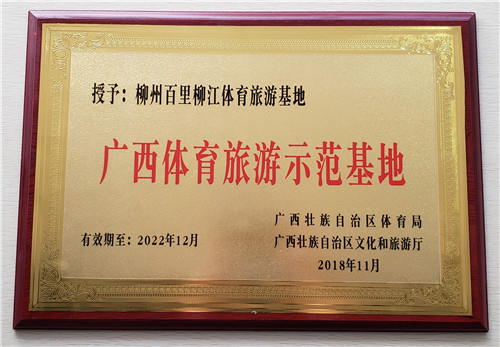 授予：柳州百里柳江体育旅游基地
广西体育旅游示范基地
广西壮族自治区体育局
有效期至：2022年12月
广西壮族自治区文化和旅游厅
2018年11月